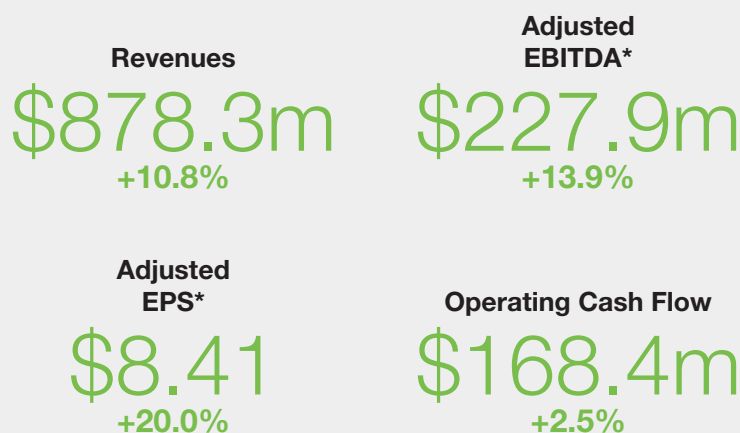 Revenues
$878.3m
+10.8%
Adjusted
EBITDA*
$227.9m
+13.9%
Adjusted
EPS*
$8.41
+20.0%
Operating Cash Flow
$168.4m
+2.5%